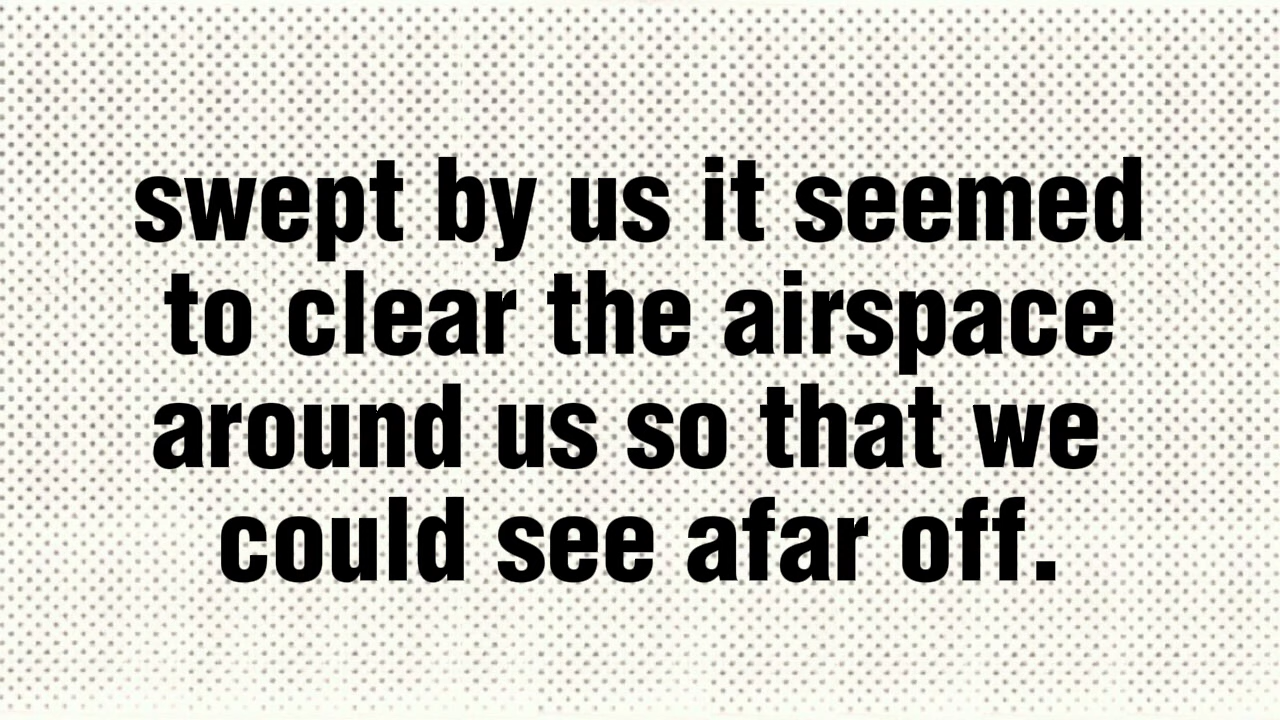 swept by us it seemed
to clear the airspace
around us so that we
could see afar off.